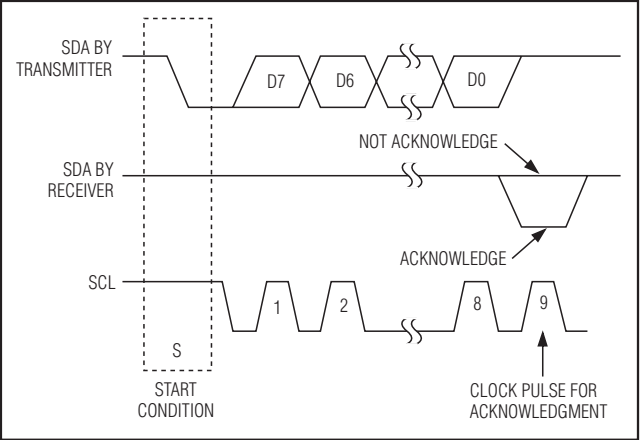 SDA BY
TRANSMITTER
D7
D6
D0
NOT ACKNOWLEDGE
SDA BY
RECEIVER
ACKNOWLEDGE
SCL
1
2
8
9
S
START
CONDITION
CLOCK PULSE FOR
ACKNOWLEDGMENT